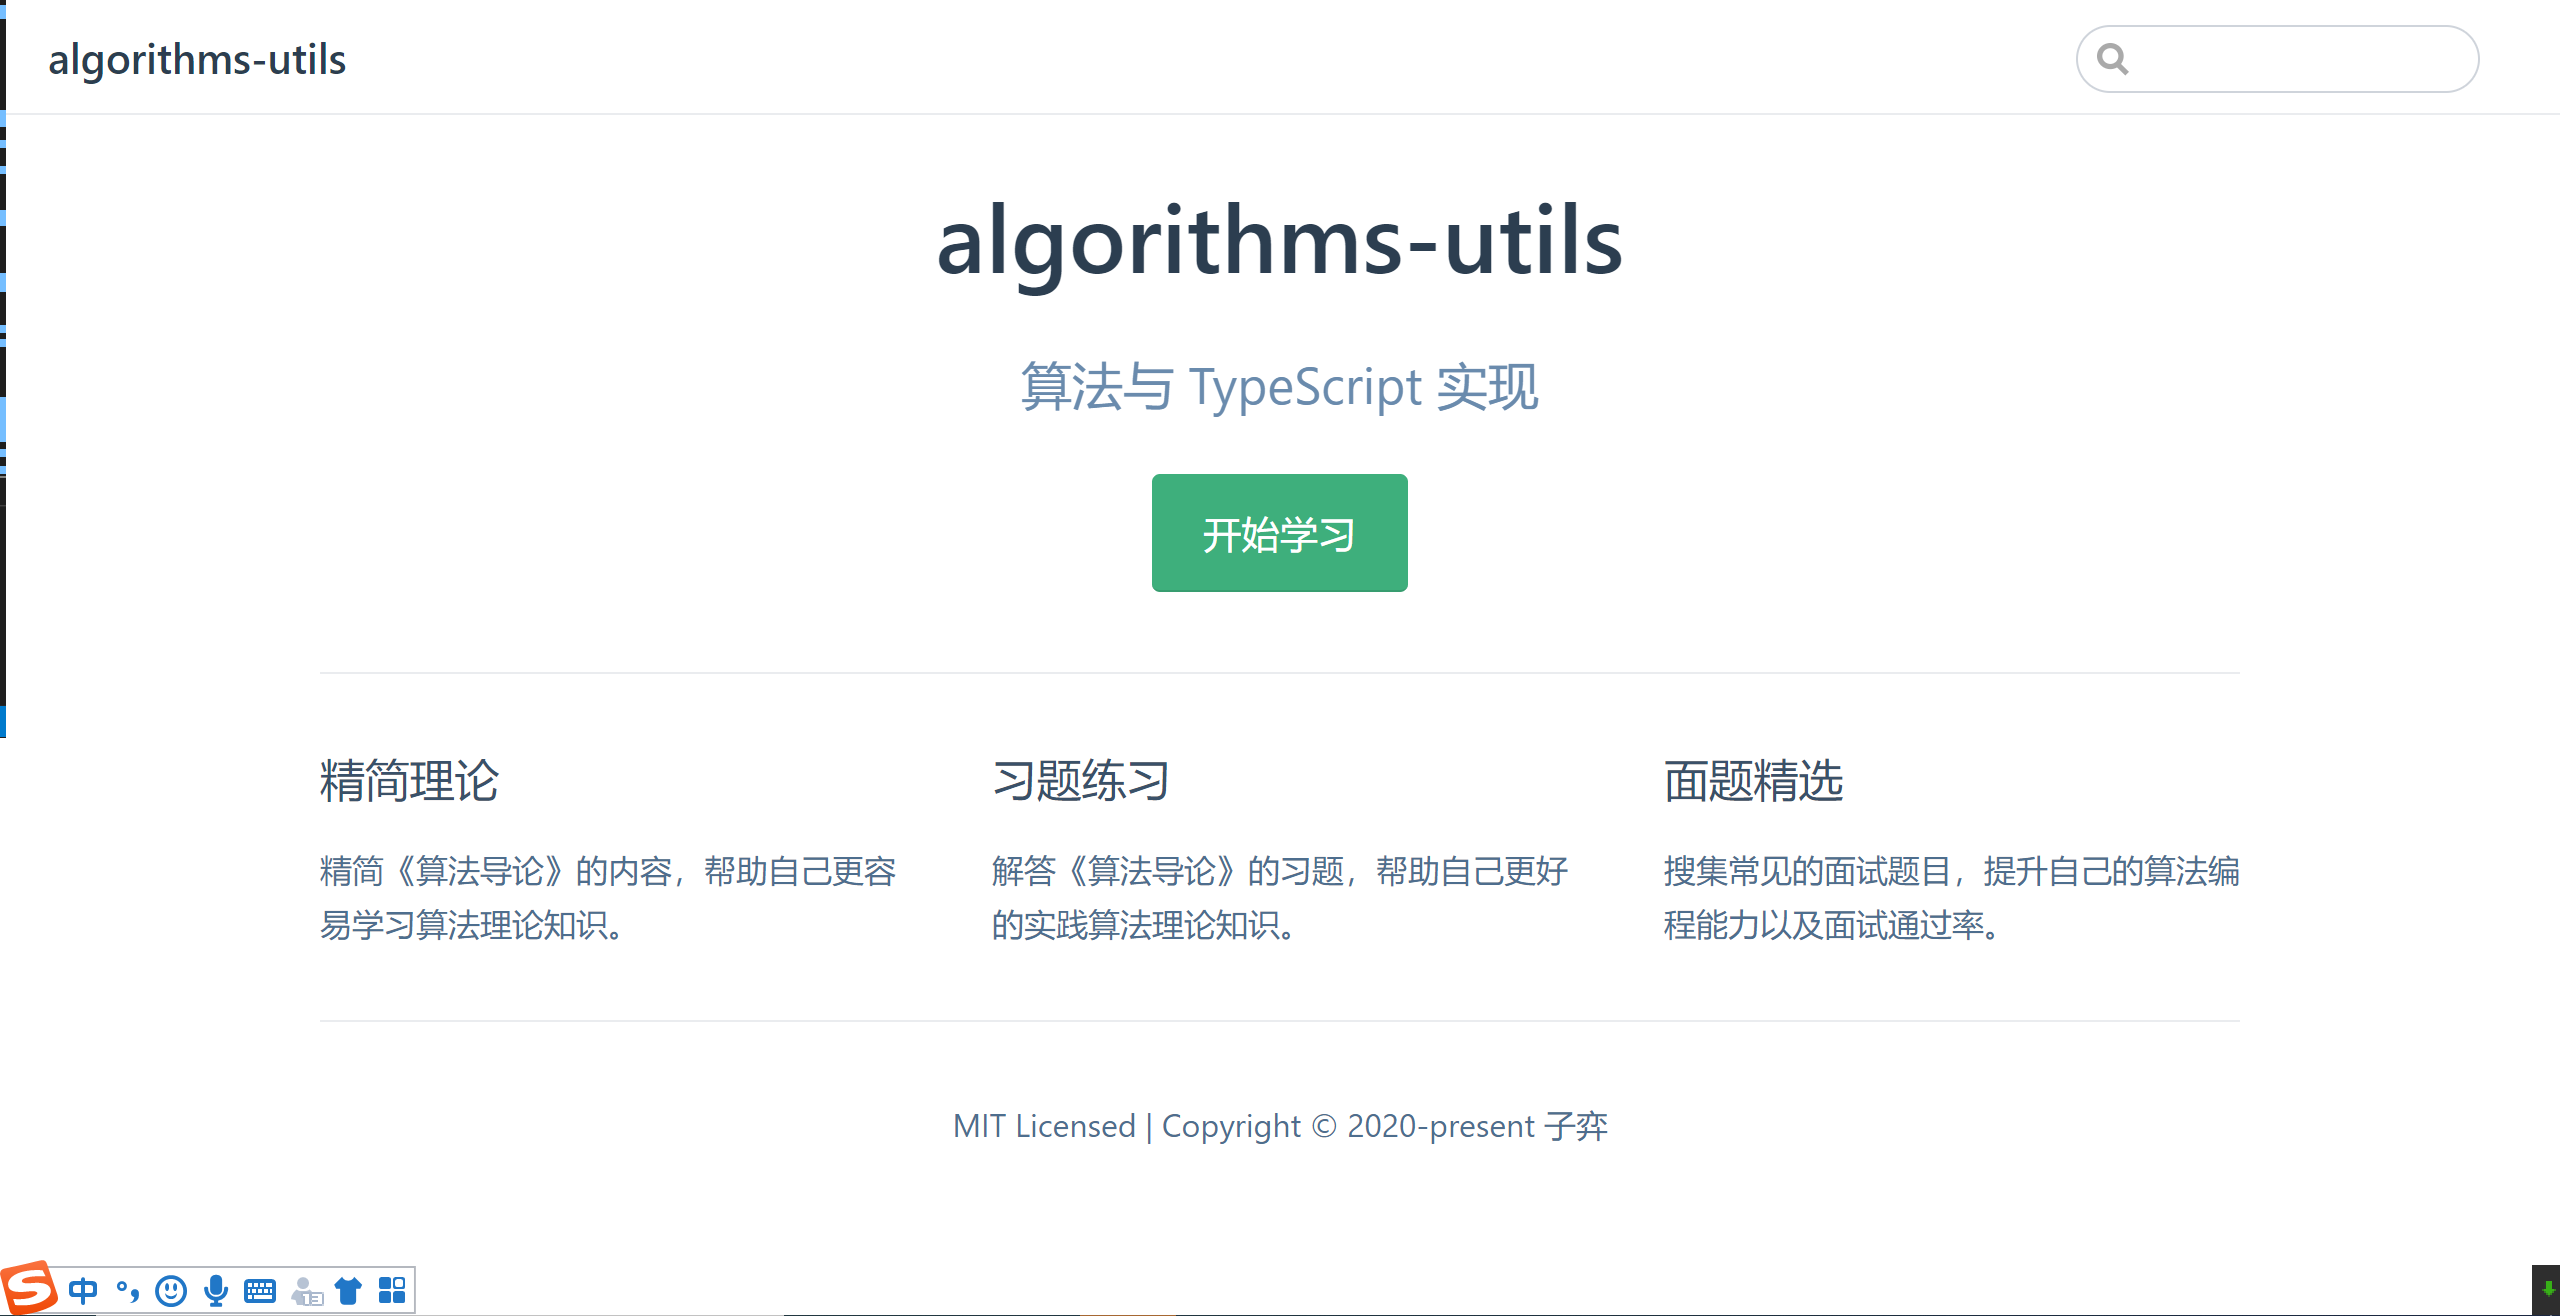 algorithms-utils
algorithms-utils
算法与 TypeScript 实现
开始学习
精简理论
精简《算法导论》的内容，帮助自己更容
易学习算法理论知识。
习题练习
解答《算法导论》的习题，帮助自己更好
的实践算法理论知识。
面题精选
搜集常见的面试题目，提升自己的算法编
程能力以及面试通过率。
MIT Licensed | Copyright © 2020-present 子弈
中